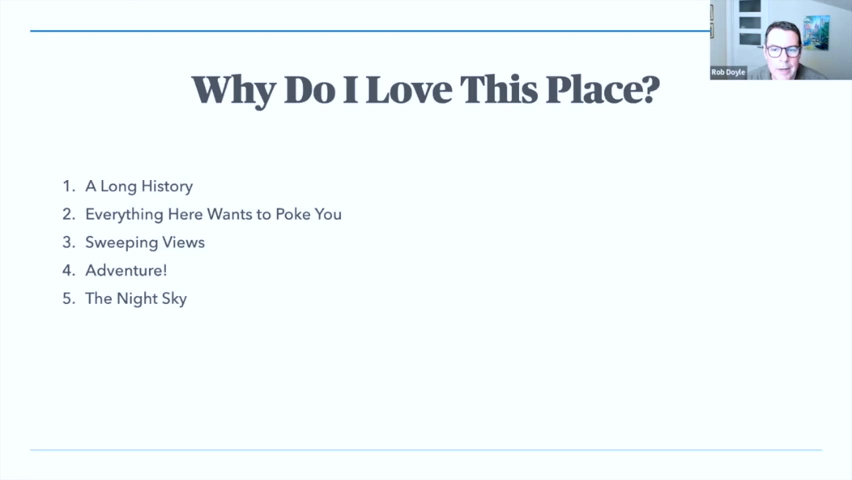 Why Do I Love This Place?
Rob Doyle
1. A Long History
2. Everything Here Wants to Poke You
3. Sweeping Views
4. Adventure!
5. The Night Sky